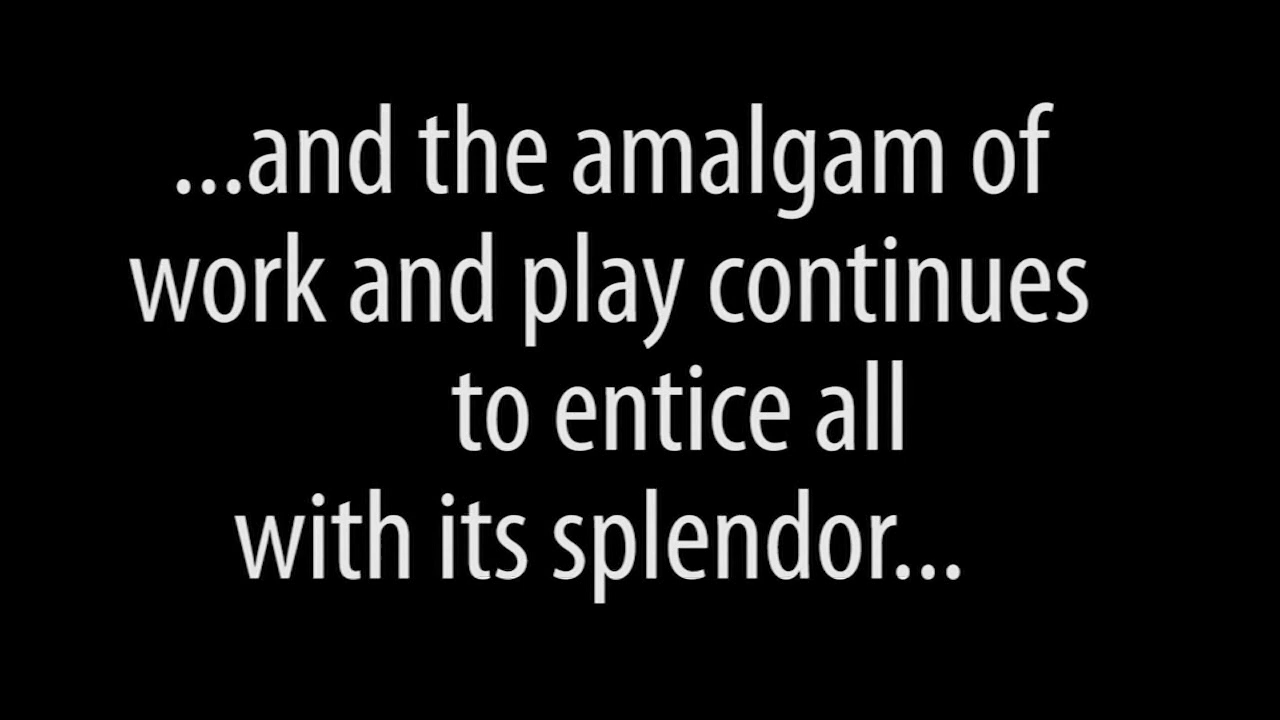 ...and the amalgam of
work and play continues
to entice all
with its splendor...